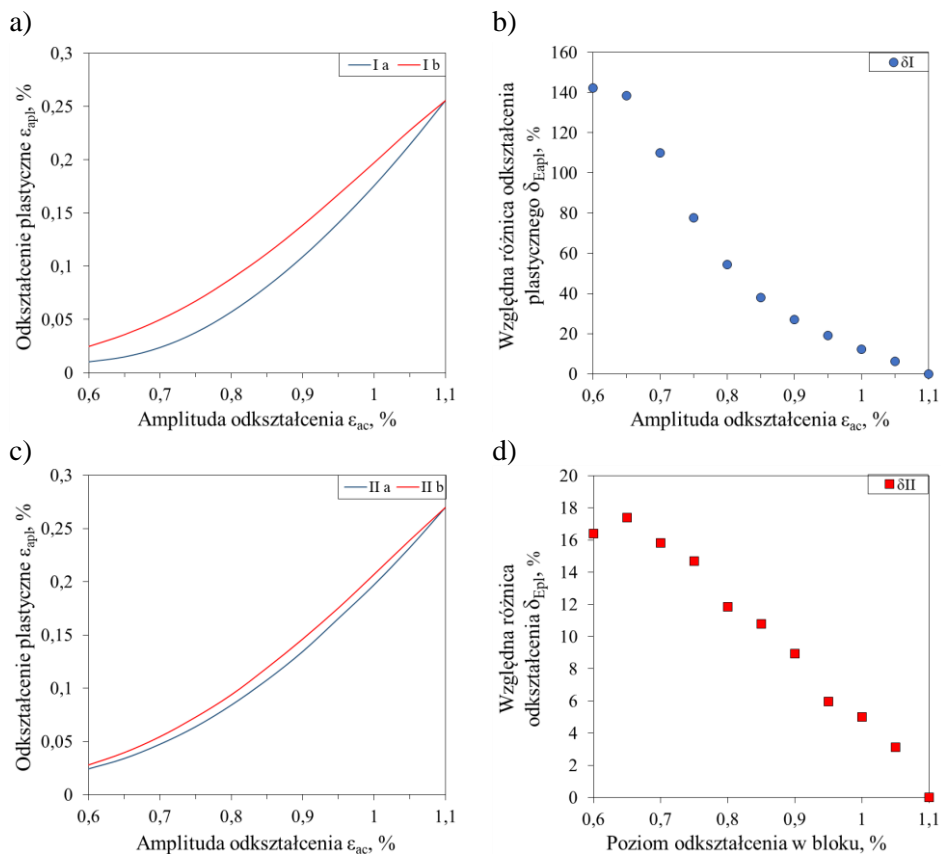 a)
0,3
0,25
0,2
0,15
0,1
0,05
0
Odkształcenie plastyczne εapl, %
I a I b
0,6 0,7 0,8 0,9 1 1,1
Amplituda odkształcenia εac, %
b)
160
140
120
100
80
60
40
20
0
Względna różnica odkształcenia
plastycznego δEapl, %
δI
0,6 0,7 0,8 0,9 1 1,1
Amplituda odkształcenia εac, %
c)
0,3
0,25
0,2
0,15
0,1
0,05
0
Odkształcenie plastyczne εapl, %
II a II b
0,6 0,7 0,8 0,9 1 1,1
Amplituda odkształcenia εac, %
d)
20
18
16
14
12
10
8
6
4
2
0
Względna różnica
odkształcenia δEpl, %
δII
0,6 0,7 0,8 0,9 1 1,1
Poziom odkształcenia w bloku, %